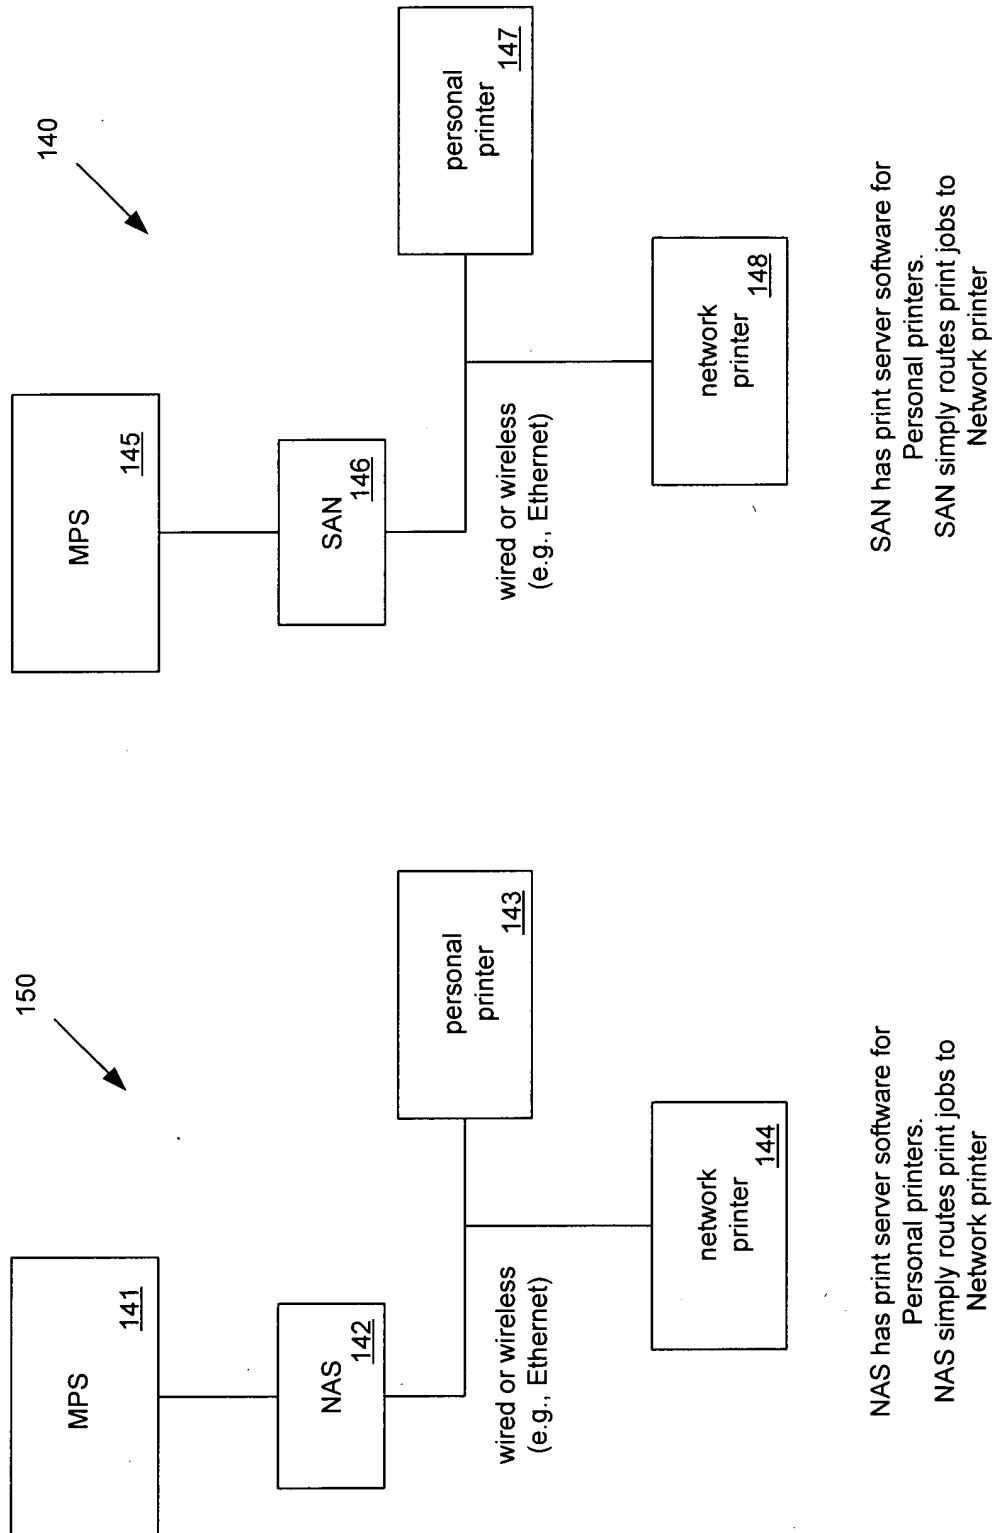 150
MPS
141
NAS
142
wired or wireless
(e.g., Ethernet)
personal
printer
143
network
printer
144
NAS has print server software for
Personal printers.
NAS simply routes print jobs to
Network printer
140
MPS
145
SAN
146
wired or wireless
(e.g., Ethernet)
personal
printer
147
network
printer
148
SAN has print server software for
Personal printers.
SAN simply routes print jobs to
Network printer